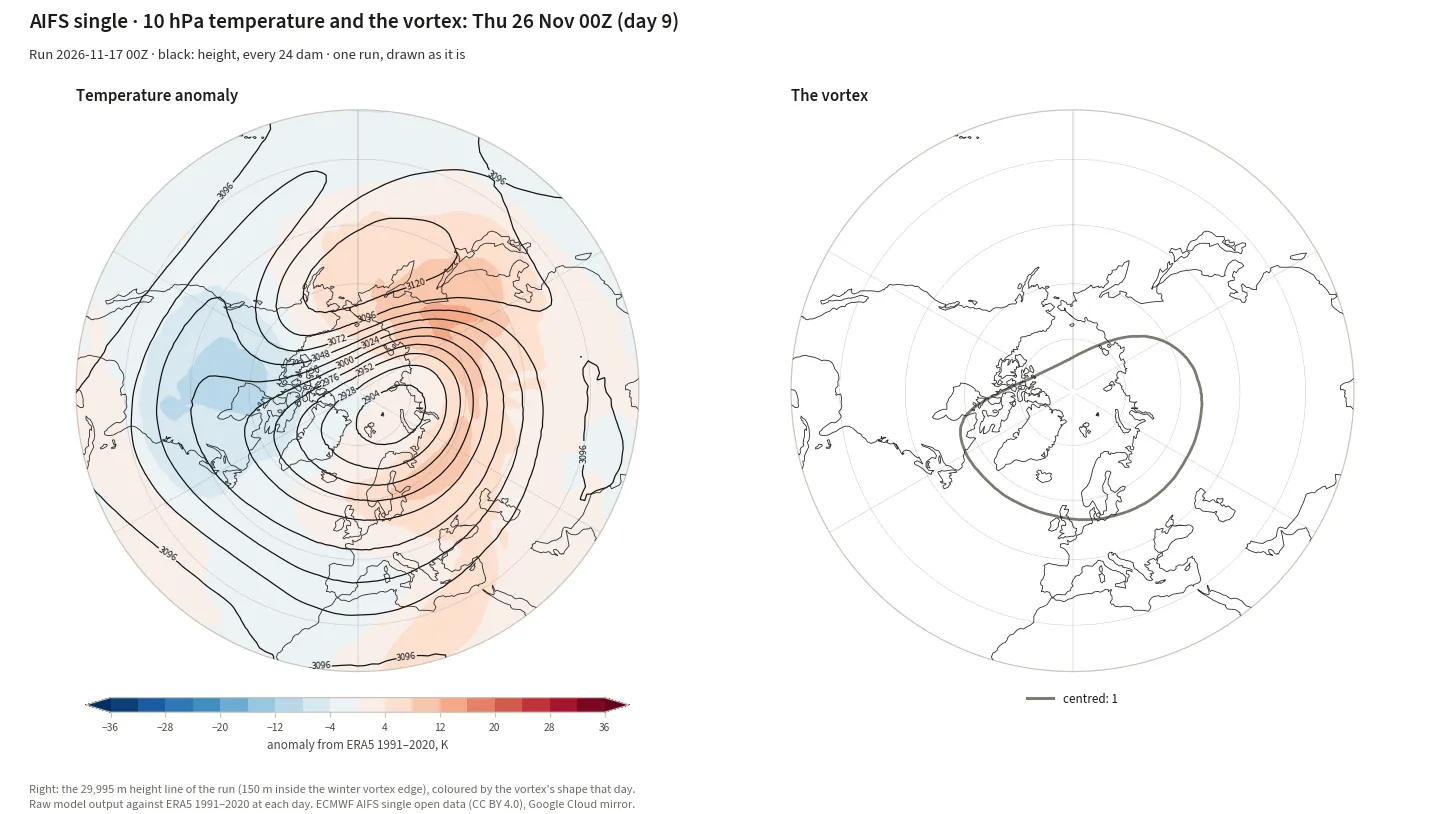 AIFS single · 10 hPa temperature and the vortex: Thu 26 Nov 00Z (day 9)
Run 2026-11-17 00Z · black: height, every 24 dam · one run, drawn as it is
Temperature anomaly
The vortex
3096
3096
3120
3096
3072
3024
3048
3000
2952
2976
2928
2904
3096
3096
3096
3096
centred: 1
−36 −28 −20 −12 −4 4 12 20 28 36
anomaly from ERA5 1991–2020, K
Right: the 29,995 m height line of the run (150 m inside the winter vortex edge), coloured by the vortex's shape that day.
Raw model output against ERA5 1991–2020 at each day. ECMWF AIFS single open data (CC BY 4.0), Google Cloud mirror.